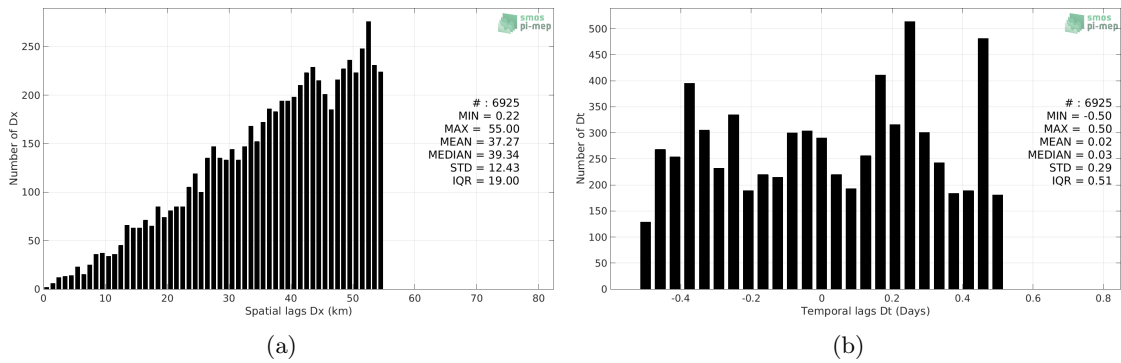 smos
pi-mep
Number of Dx
250
200
150
100
50
0
# : 6925
MIN = 0.22
MAX = 55.00
MEAN = 37.27
MEDIAN = 39.34
STD = 12.43
IQR = 19.00
0 10 20 30 40 50 60 70 80
Spatial lags Dx (km)
(a)
smos
pi-mep
Number of Dt
500
450
400
350
300
250
200
150
100
50
0
# : 6925
MIN = -0.50
MAX = 0.50
MEAN = 0.02
MEDIAN = 0.03
STD = 0.29
IQR = 0.51
-0.4 -0.2 0 0.2 0.4 0.6 0.8
Temporal lags Dt (Days)
(b)